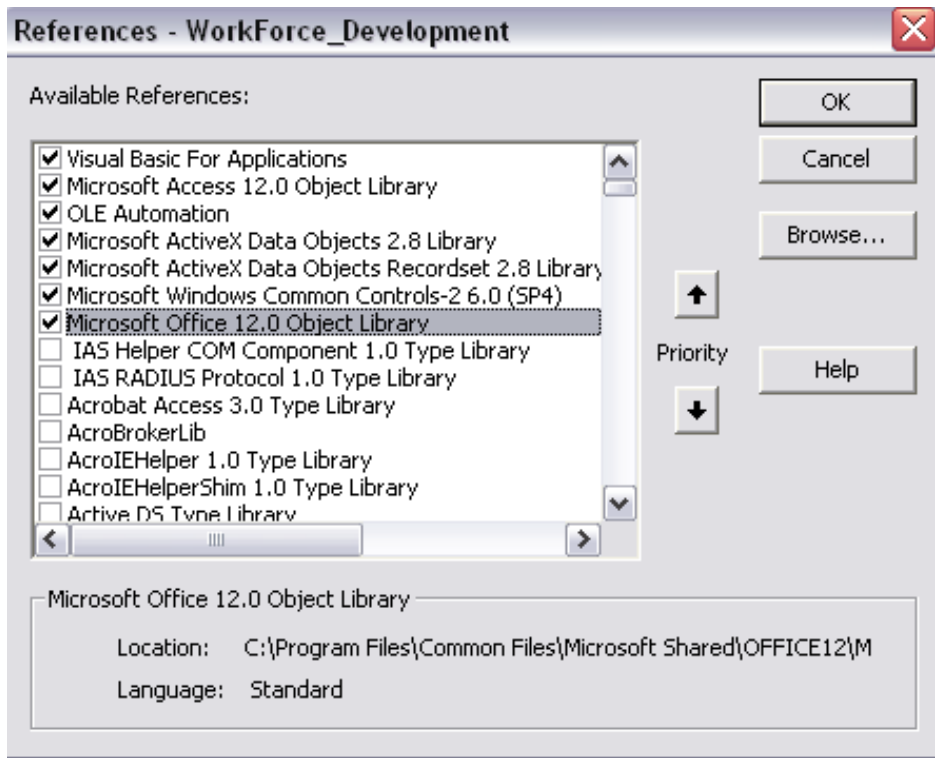 References - WorkForce_Development
Available References:
OK
Cancel
Browse...
Priority
Help
Visual Basic For Applications
Microsoft Access 12.0 Object Library
OLE Automation
Microsoft ActiveX Data Objects 2.8 Library
Microsoft ActiveX Data Objects Recordset 2.8 Library
Microsoft Windows Common Controls-2 6.0 (SP4)
Microsoft Office 12.0 Object Library
IAS Helper COM Component 1.0 Type Library
IAS RADIUS Protocol 1.0 Type Library
Acrobat Access 3.0 Type Library
AcroBrokerLib
AcroIEHelper 1.0 Type Library
AcroIEHelperShim 1.0 Type Library
Active DS Type Library
Microsoft Office 12.0 Object Library
Location: C:\Program Files\Common Files\Microsoft Shared\OFFICE12\M
Language: Standard